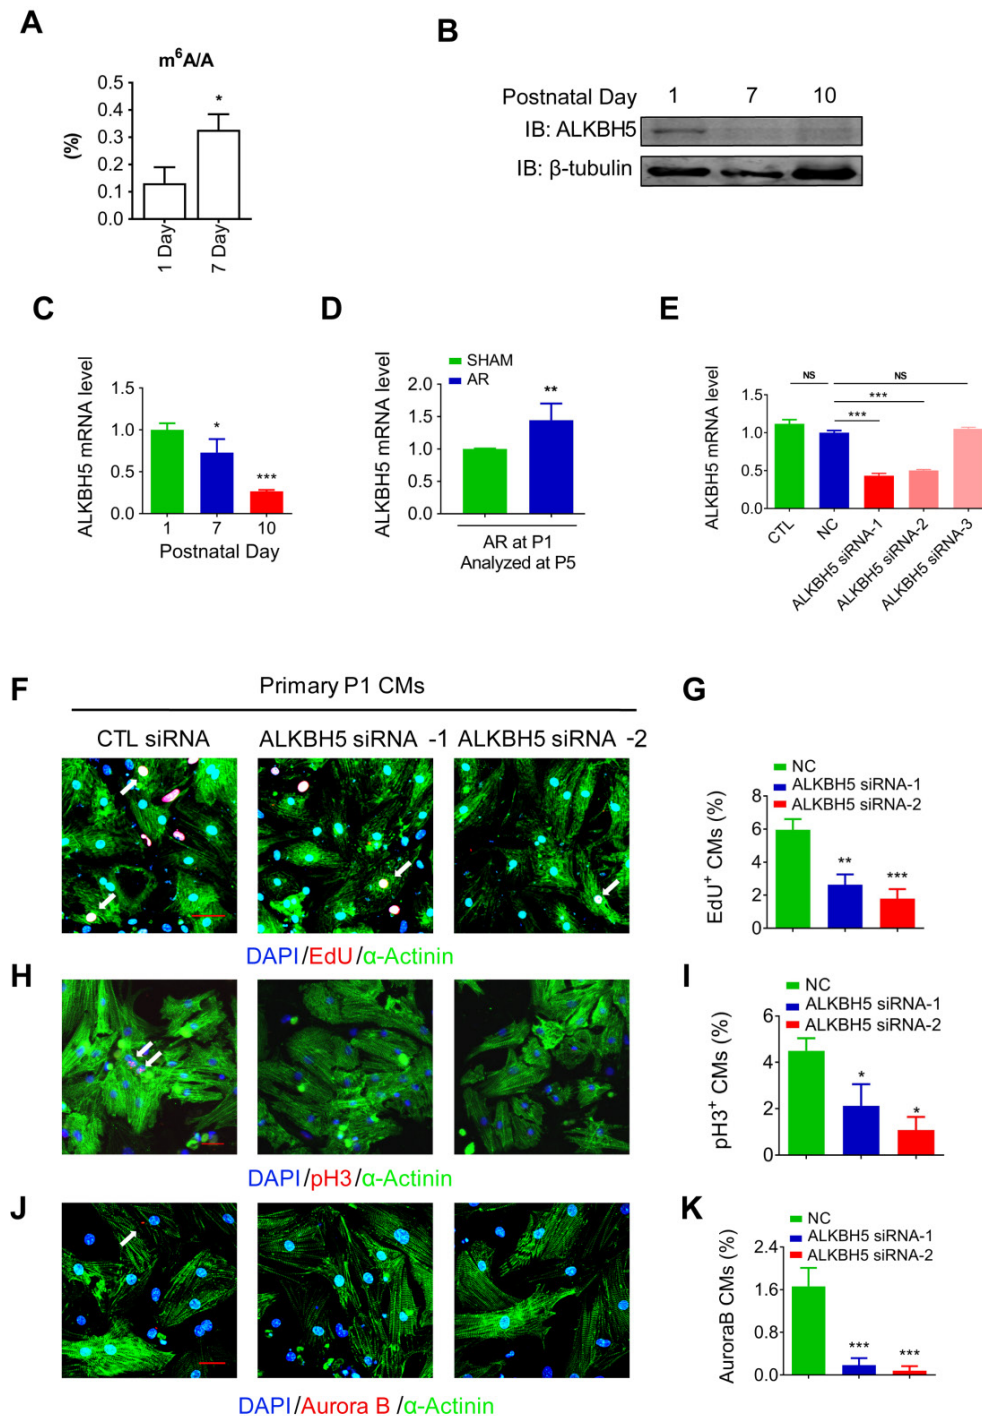 A
m⁶A/A
(%)
0.5
0.4
0.3
0.2
0.1
0.0
*
1 Day
7 Day
B
Postnatal Day 1 7 10
IB: ALKBH5
IB: β-tubulin
C
ALKBH5 mRNA level
1.5
1.0
0.5
0.0
*
***
1 7 10
Postnatal Day
D
ALKBH5 mRNA level
SHAM
AR
2.0
1.5
1.0
0.5
0.0
**
AR at P1
Analyzed at P5
E
ALKBH5 mRNA level
1.5
1.0
0.5
0.0
NS
NS
***
***
CTL
NC
ALKBH5 siRNA-1
ALKBH5 siRNA-2
ALKBH5 siRNA-3
F
Primary P1 CMs
CTL siRNA ALKBH5 siRNA -1 ALKBH5 siRNA -2
DAPI/EdU/α-Actinin
G
NC
ALKBH5 siRNA-1
ALKBH5 siRNA-2
EdU⁺ CMs (%)
8
6
4
2
0
**
***
H
DAPI/pH3/α-Actinin
I
NC
ALKBH5 siRNA-1
ALKBH5 siRNA-2
pH3⁺ CMs (%)
6
4
2
0
*
*
J
DAPI/Aurora B/α-Actinin
K
NC
ALKBH5 siRNA-1
ALKBH5 siRNA-2
AuroraB CMs (%)
2.4
1.6
0.8
0.0
***
***